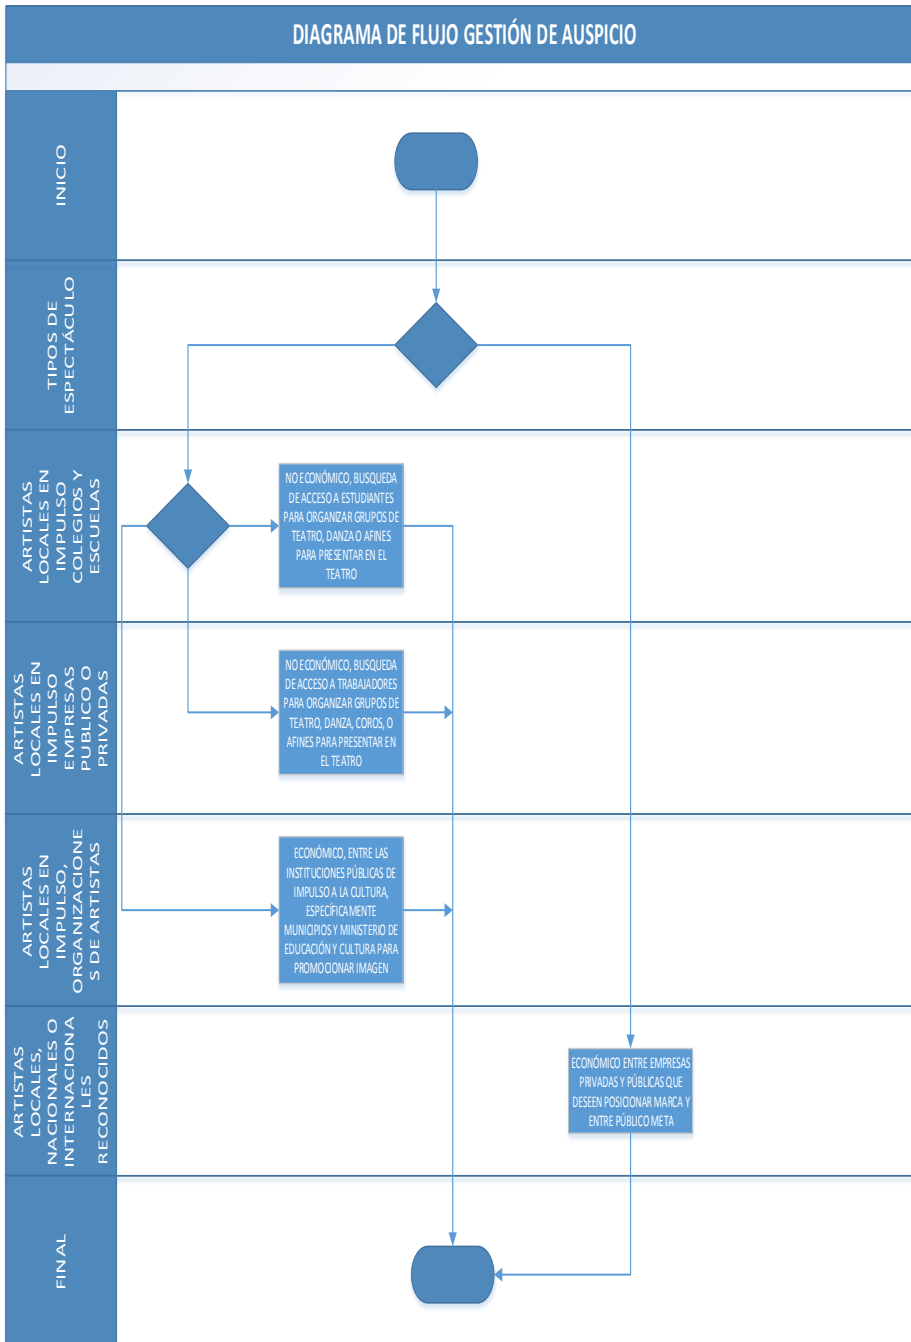 DIAGRAMA DE FLUJO GESTIÓN DE AUSPICIO
INICIO
TIPOS DE
ESPECTÁCULO
ARTISTAS
LOCALES EN
IMPULSO
COLEGIOS Y
ESCUELAS
NO ECONÓMICO, BUSQUEDA
DE ACCESO A ESTUDIANTES
PARA ORGANIZAR GRUPOS DE
TEATRO, DANZA O AFINES
PARA PRESENTAR EN EL
TEATRO
ARTISTAS
LOCALES EN
IMPULSO
EMPRESAS
PUBLICO O
PRIVADAS
NO ECONÓMICO, BUSQUEDA
DE ACCESO A TRABAJADORES
PARA ORGANIZAR GRUPOS DE
TEATRO, DANZA, COROS, O
AFINES PARA PRESENTAR EN
EL TEATRO
ARTISTAS
LOCALES EN
IMPULSO,
ORGANIZACIONE
S DE ARTISTAS
ECONÓMICO, ENTRE LAS
INSTITUCIONES PÚBLICAS DE
IMPULSO A LA CULTURA,
ESPECÍFICAMENTE
MUNICIPIOS Y MINISTERIO DE
EDUCACIÓN Y CULTURA PARA
PROMOCIONAR IMAGEN
ARTISTAS
LOCALES,
NACIONALES O
INTERNACIONA
LES
RECONOCIDOS
ECONÓMICO ENTRE EMPRESAS
PRIVADAS Y PÚBLICAS QUE
DESEEN POSICIONAR MARCA Y
ENTRE PÚBLICO META
FINAL